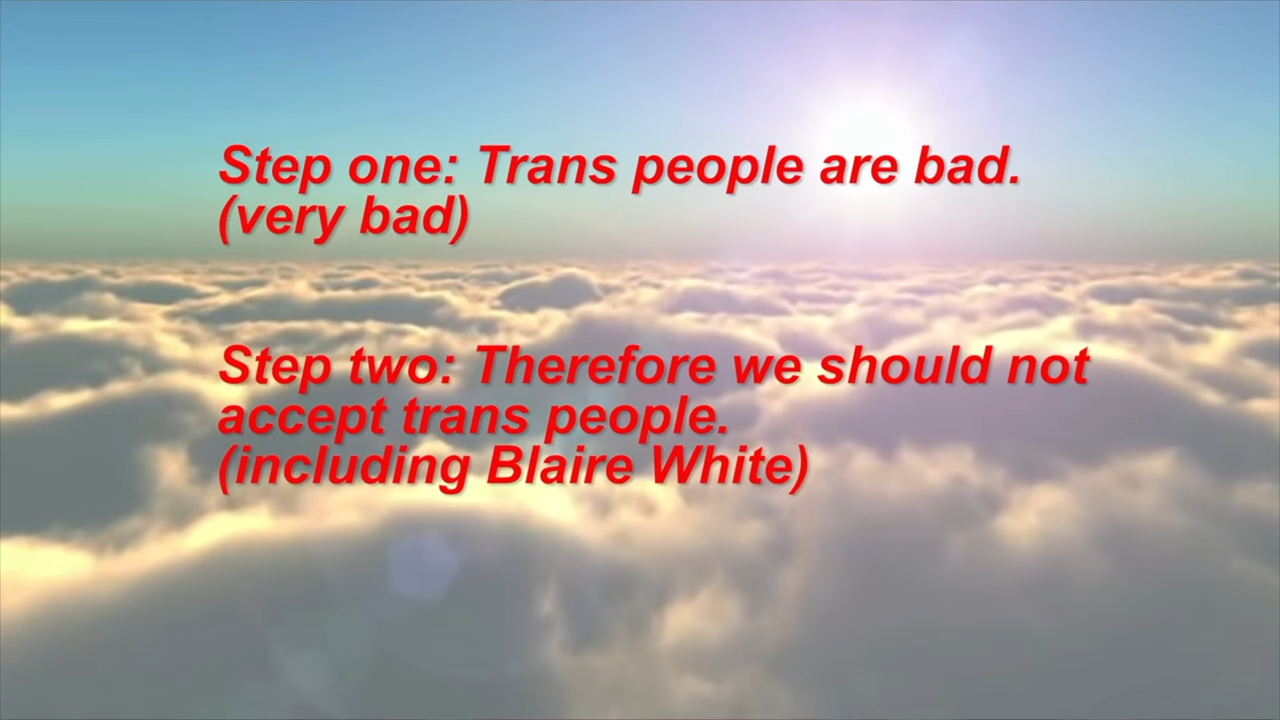 Step one: Trans people are bad.
(very bad)
Step two: Therefore we should not
accept trans people.
(including Blaire White)